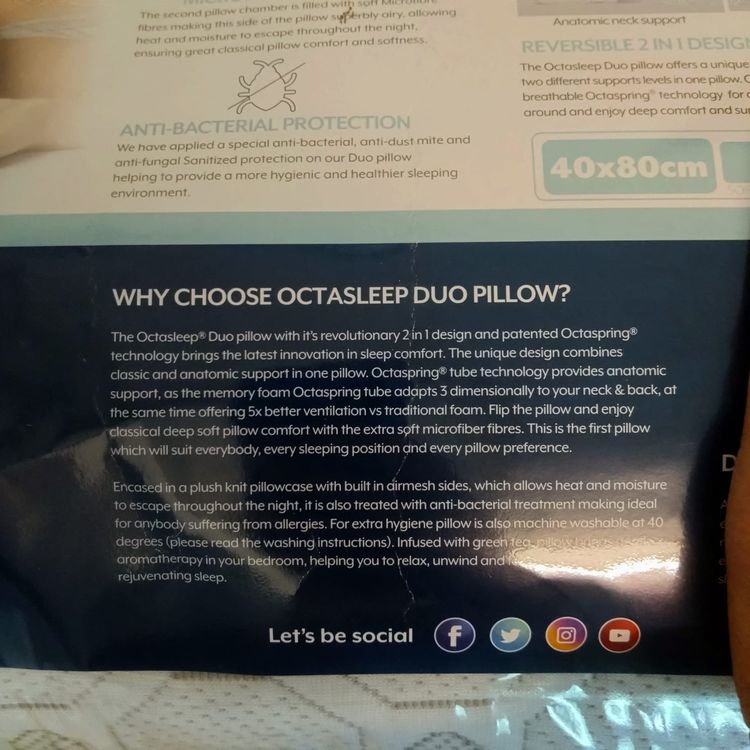 The second pillow chamber is filled with soft Microfibre
fibres making this side of the pillow superbly airy, allowing
heat and moisture to escape throughout the night,
ensuring great classical pillow comfort and softness.
ANTI-BACTERIAL PROTECTION
We have applied a special anti-bacterial, anti-dust mite and
anti-fungal Sanitized protection on our Duo pillow
helping to provide a more hygienic and healthier sleeping
environment.
Anatomic neck support
REVERSIBLE 2 IN 1 DESIGN
The Octasleep Duo pillow offers a unique
two different supports levels in one pillow.
breathable Octaspring® technology for
around and enjoy deep comfort and
40x80cm
WHY CHOOSE OCTASLEEP DUO PILLOW?
The Octasleep® Duo pillow with it's revolutionary 2 in 1 design and patented Octaspring®
technology brings the latest innovation in sleep comfort. The unique design combines
classic and anatomic support in one pillow. Octaspring® tube technology provides anatomic
support, as the memory foam Octaspring tube adapts 3 dimensionally to your neck & back, at
the same time offering 5x better ventilation vs traditional foam. Flip the pillow and enjoy
classical deep soft pillow comfort with the extra soft microfiber fibres. This is the first pillow
which will suit everybody, every sleeping position and every pillow preference.
Encased in a plush knit pillowcase with built in airmesh sides, which allows heat and moisture
to escape throughout the night, it is also treated with anti-bacterial treatment making ideal
for anybody suffering from allergies. For extra hygiene pillow is also machine washable at 40
degrees (please read the washing instructions). Infused with green tea, pillow brings
aromatherapy in your bedroom, helping you to relax, unwind and
rejuvenating sleep.
Let's be social